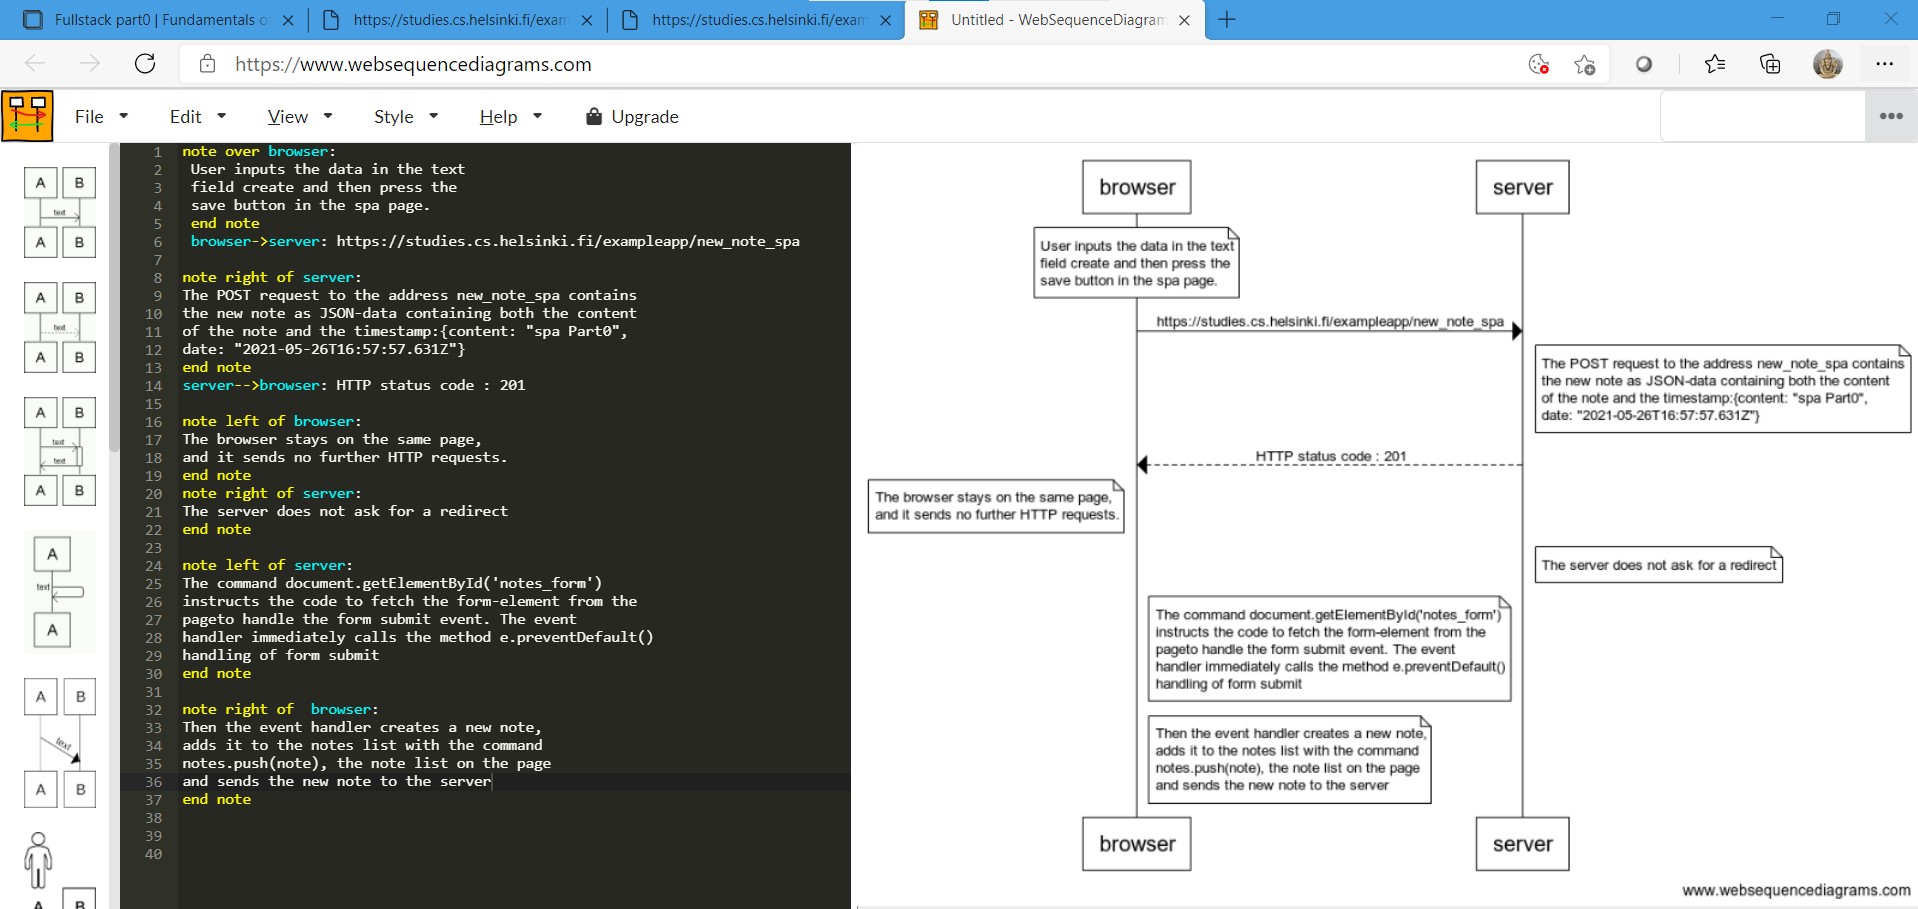 Fullstack part0 | Fundamentals o
https://studies.cs.helsinki.fi/exam
https://studies.cs.helsinki.fi/exam
Untitled - WebSequenceDiagram
https://www.websequencediagrams.com
File
Edit
View
Style
Help
Upgrade
A B
text
A B
A B
text
A B
A B
text
text
A B
A
text
A
A B
text
A B
A B
1 note over browser:
2 User inputs the data in the text
3 field create and then press the
4 save button in the spa page.
5 end note
6 browser->server: https://studies.cs.helsinki.fi/exampleapp/new_note_spa
7
8 note right of server:
9 The POST request to the address new_note_spa contains
10 the new note as JSON-data containing both the content
11 of the note and the timestamp:{content: "spa Part0",
12 date: "2021-05-26T16:57:57.631Z"}
13 end note
14 server-->browser: HTTP status code : 201
15
16 note left of browser:
17 The browser stays on the same page,
18 and it sends no further HTTP requests.
19 end note
20 note right of server:
21 The server does not ask for a redirect
22 end note
23
24 note left of server:
25 The command document.getElementById('notes_form')
26 instructs the code to fetch the form-element from the
27 pageto handle the form submit event. The event
28 handler immediately calls the method e.preventDefault()
29 handling of form submit
30 end note
31
32 note right of  browser:
33 Then the event handler creates a new note,
34 adds it to the notes list with the command
35 notes.push(note), the note list on the page
36 and sends the new note to the server
37 end note
38
39
40
browser
server
User inputs the data in the text
field create and then press the
save button in the spa page.
https://studies.cs.helsinki.fi/exampleapp/new_note_spa
The POST request to the address new_note_spa contains
the new note as JSON-data containing both the content
of the note and the timestamp:{content: "spa Part0",
date: "2021-05-26T16:57:57.631Z"}
HTTP status code : 201
The browser stays on the same page,
and it sends no further HTTP requests.
The server does not ask for a redirect
The command document.getElementById('notes_form')
instructs the code to fetch the form-element from the
pageto handle the form submit event. The event
handler immediately calls the method e.preventDefault()
handling of form submit
Then the event handler creates a new note,
adds it to the notes list with the command
notes.push(note), the note list on the page
and sends the new note to the server
browser
server
www.websequencediagrams.com